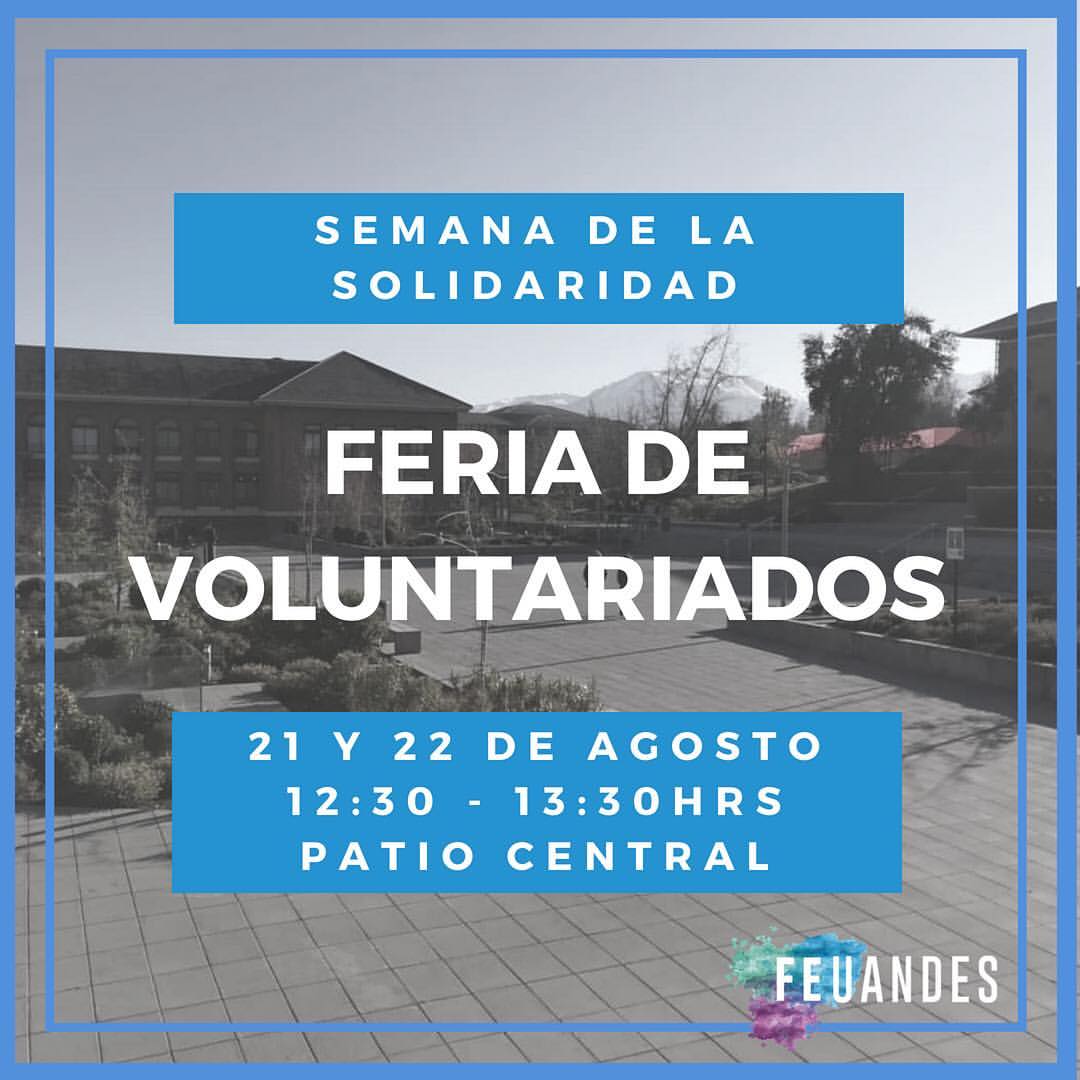 SEMANA DE LA
SOLIDARIDAD
FERIA DE
VOLUNTARIADOS
21 Y 22 DE AGOSTO
12:30 - 13:30HRS
PATIO CENTRAL
FEUANDES